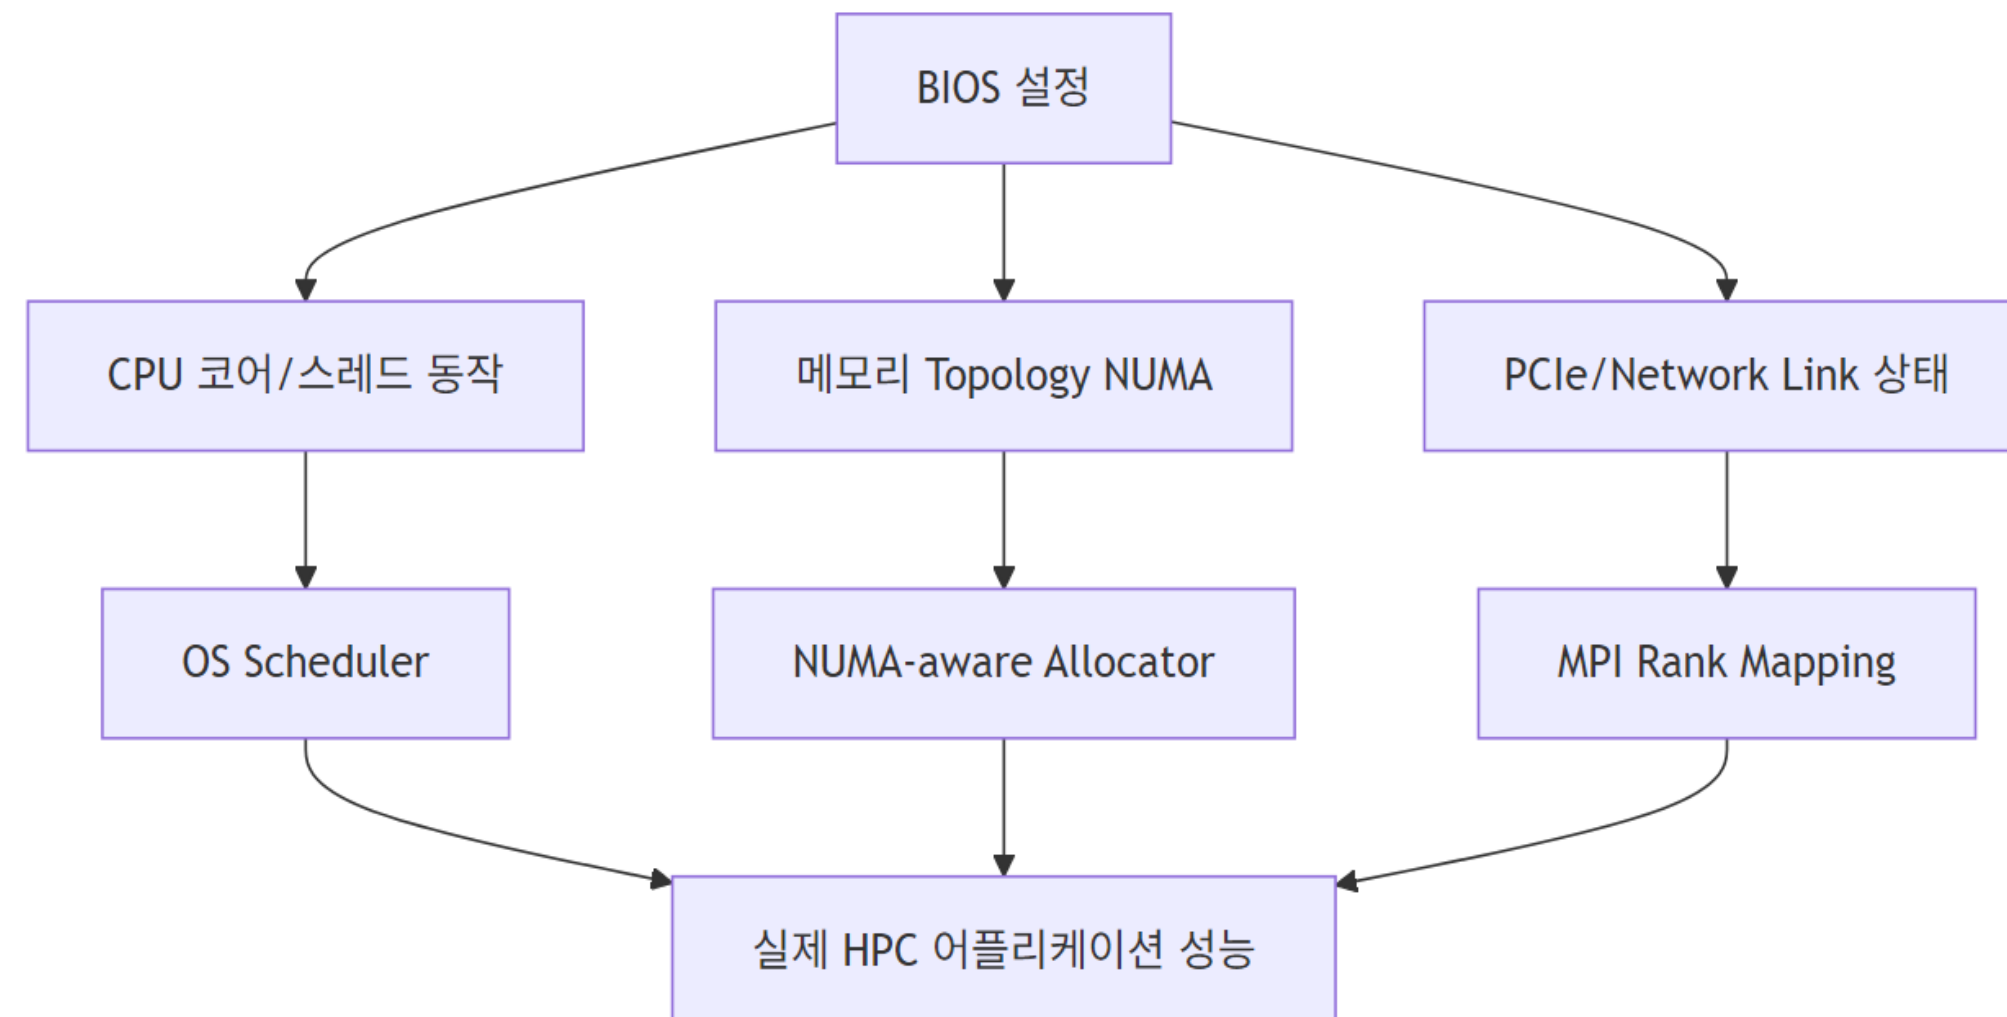 BIOS 설정
CPU 코어/스레드 동작
메모리 Topology NUMA
PCIe/Network Link 상태
OS Scheduler
NUMA-aware Allocator
MPI Rank Mapping
실제 HPC 어플리케이션 성능